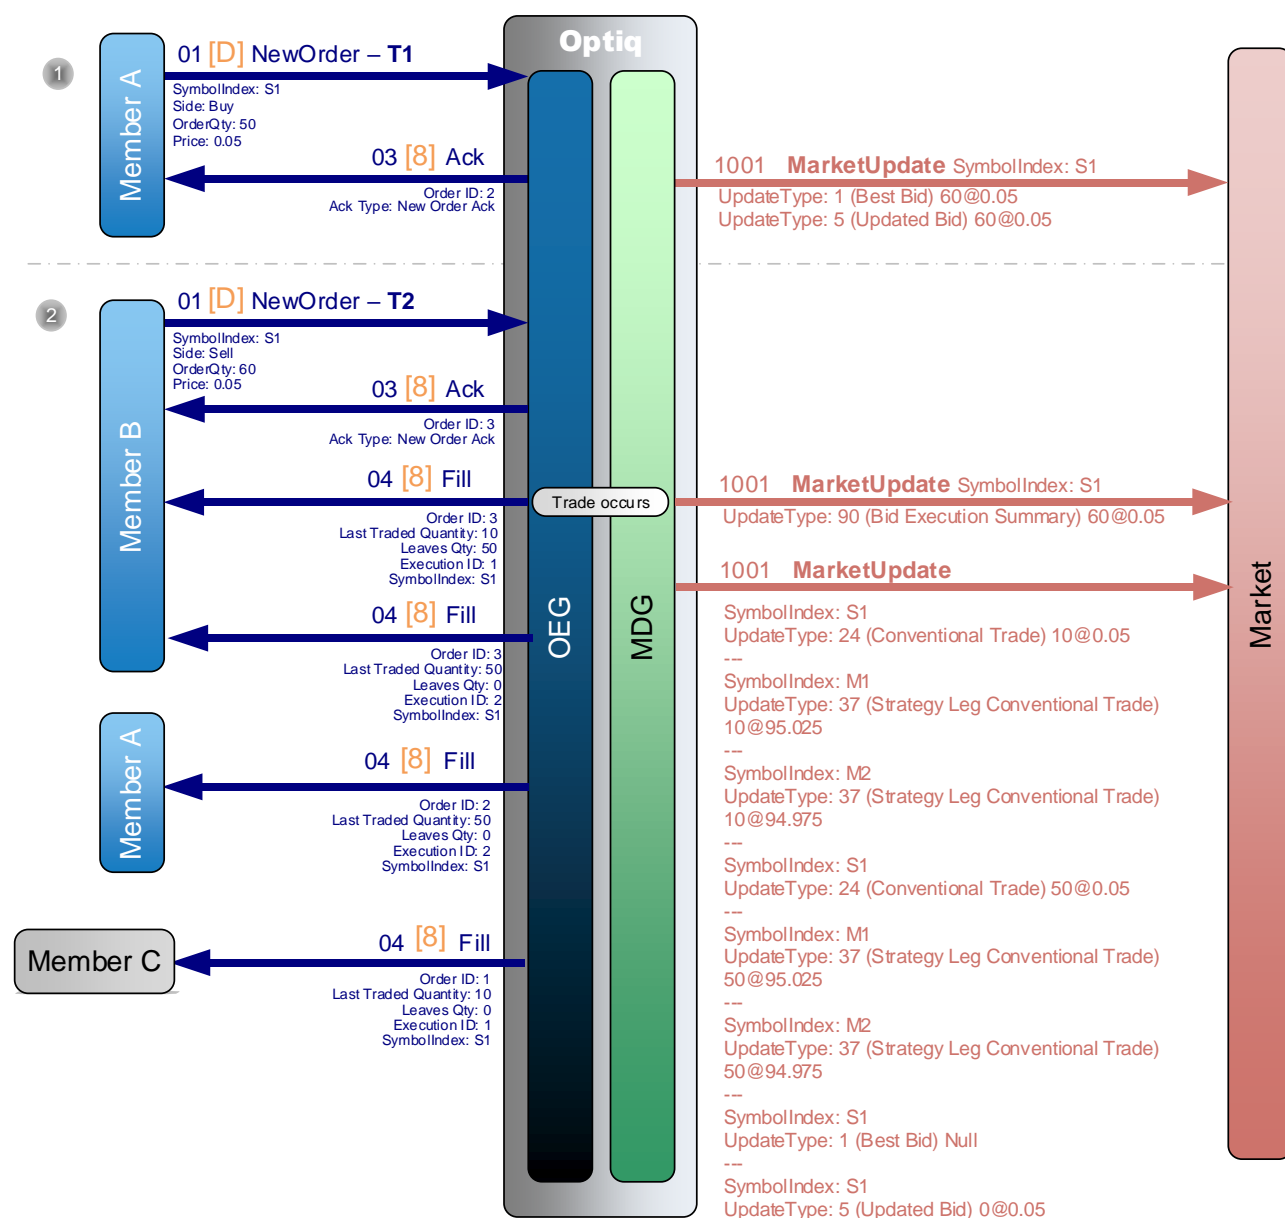 Optiq
1
Member A
01 [D] NewOrder – T1
SymbolIndex: S1
Side: Buy
OrderQty: 50
Price: 0.05
03 [8] Ack
Order ID: 2
Ack Type: New Order Ack
1001 MarketUpdate SymbolIndex: S1
UpdateType: 1 (Best Bid) 60@0.05
UpdateType: 5 (Updated Bid) 60@0.05
2
Member B
01 [D] NewOrder – T2
SymbolIndex: S1
Side: Sell
OrderQty: 60
Price: 0.05
03 [8] Ack
Order ID: 3
Ack Type: New Order Ack
04 [8] Fill
Order ID: 3
Last Traded Quantity: 10
Leaves Qty: 50
Execution ID: 1
SymbolIndex: S1
Trade occurs
1001 MarketUpdate SymbolIndex: S1
UpdateType: 90 (Bid Execution Summary) 60@0.05
04 [8] Fill
Order ID: 3
Last Traded Quantity: 50
Leaves Qty: 0
Execution ID: 2
SymbolIndex: S1
Member A
04 [8] Fill
Order ID: 2
Last Traded Quantity: 50
Leaves Qty: 0
Execution ID: 2
SymbolIndex: S1
Member C
04 [8] Fill
Order ID: 1
Last Traded Quantity: 10
Leaves Qty: 0
Execution ID: 1
SymbolIndex: S1
OEG
MDG
1001 MarketUpdate
SymbolIndex: S1
UpdateType: 24 (Conventional Trade) 10@0.05
---
SymbolIndex: M1
UpdateType: 37 (Strategy Leg Conventional Trade)
10@95.025
---
SymbolIndex: M2
UpdateType: 37 (Strategy Leg Conventional Trade)
10@94.975
---
SymbolIndex: S1
UpdateType: 24 (Conventional Trade) 50@0.05
---
SymbolIndex: M1
UpdateType: 37 (Strategy Leg Conventional Trade)
50@95.025
---
SymbolIndex: M2
UpdateType: 37 (Strategy Leg Conventional Trade)
50@94.975
---
SymbolIndex: S1
UpdateType: 1 (Best Bid) Null
---
SymbolIndex: S1
UpdateType: 5 (Updated Bid) 0@0.05
Market